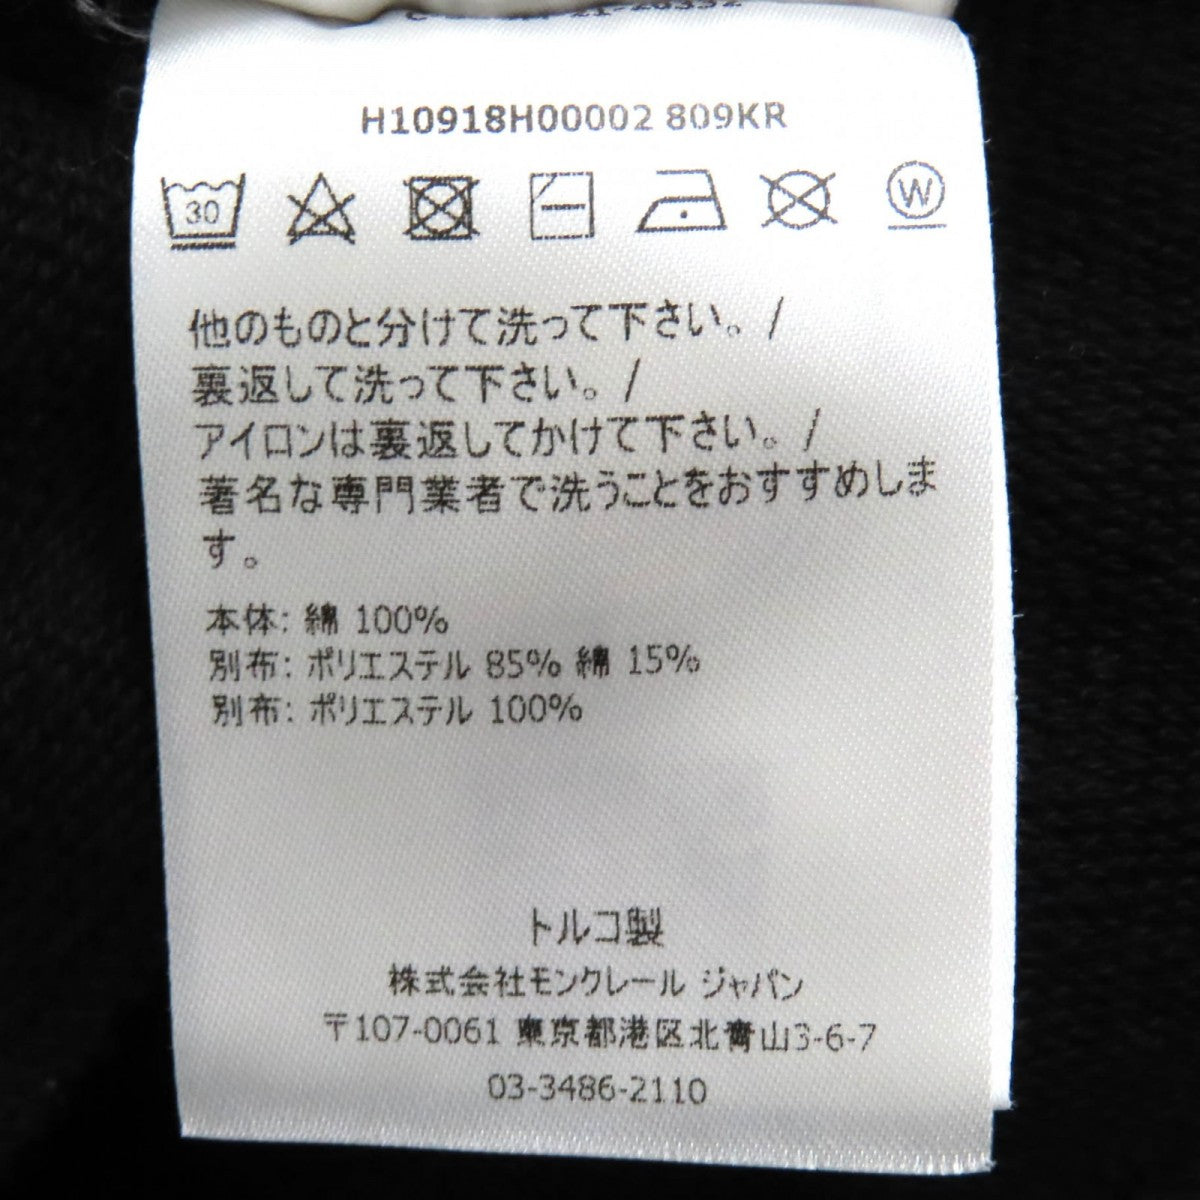 H10918H00002 809KR
30
W
他のものと分けて洗って下さい。/
裏返して洗って下さい。/
アイロンは裏返してかけて下さい。/
著名な専門業者で洗うことをおすすめしま
す。
本体: 綿 100%
別布: ポリエステル 85% 綿 15%
別布: ポリエステル 100%
トルコ製
株式会社モンクレール ジャパン
〒107-0061 東京都港区北青山3-6-7
03-3486-2110